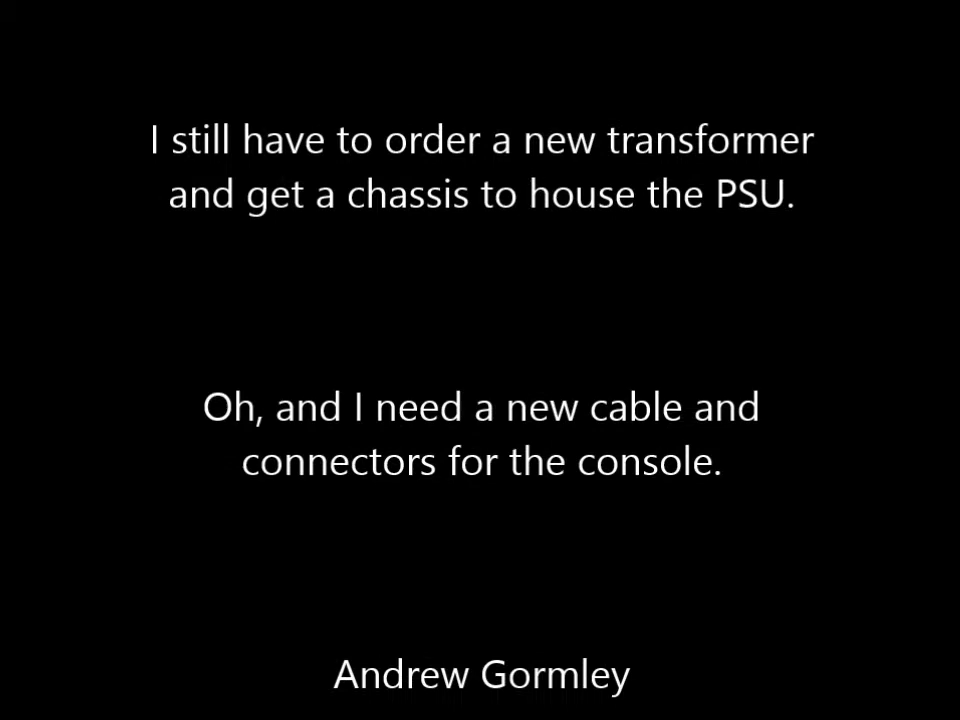 I still have to order a new transformer
and get a chassis to house the PSU.
Oh, and I need a new cable and
connectors for the console.
Andrew Gormley